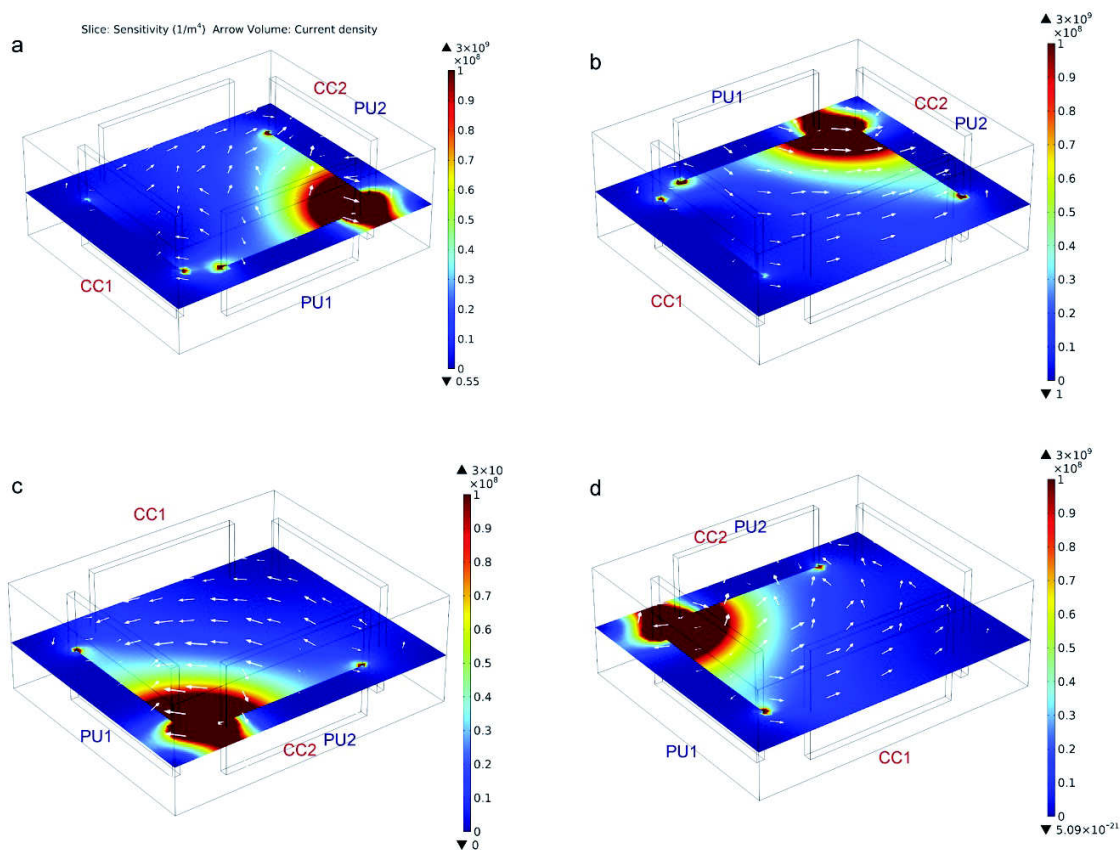 Slice: Sensitivity (1/m⁴) Arrow Volume: Current density
a
▲ 3×10⁹
×10⁸
1
0.9
0.8
0.7
0.6
0.5
0.4
0.3
0.2
0.1
0
▼ 0.55
CC2
PU2
CC1
PU1
b
▲ 3×10⁹
×10⁸
1
0.9
0.8
0.7
0.6
0.5
0.4
0.3
0.2
0.1
0
▼ 1
PU1
CC2
PU2
CC1
c
▲ 3×10
×10⁸
1
0.9
0.8
0.7
0.6
0.5
0.4
0.3
0.2
0.1
0
▼ 0
CC1
PU1
CC2
PU2
d
▲ 3×10⁹
×10⁸
1
0.9
0.8
0.7
0.6
0.5
0.4
0.3
0.2
0.1
0
▼ 5.09×10⁻²¹
CC2
PU2
PU1
CC1